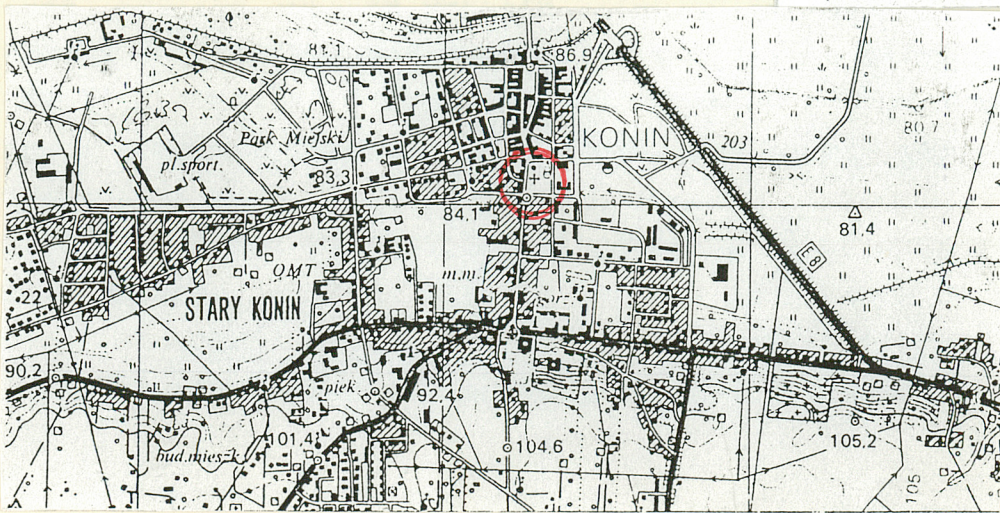 81.1
86.9
Park Miejski
KONIN
203
80.7
pl.sport.
83,3
84.1
81.4
E8
OMT
m.m.
22
STARY KONIN
90,2
piek
92.4
101.4
104.6
105.2
bud.mieszk.
105